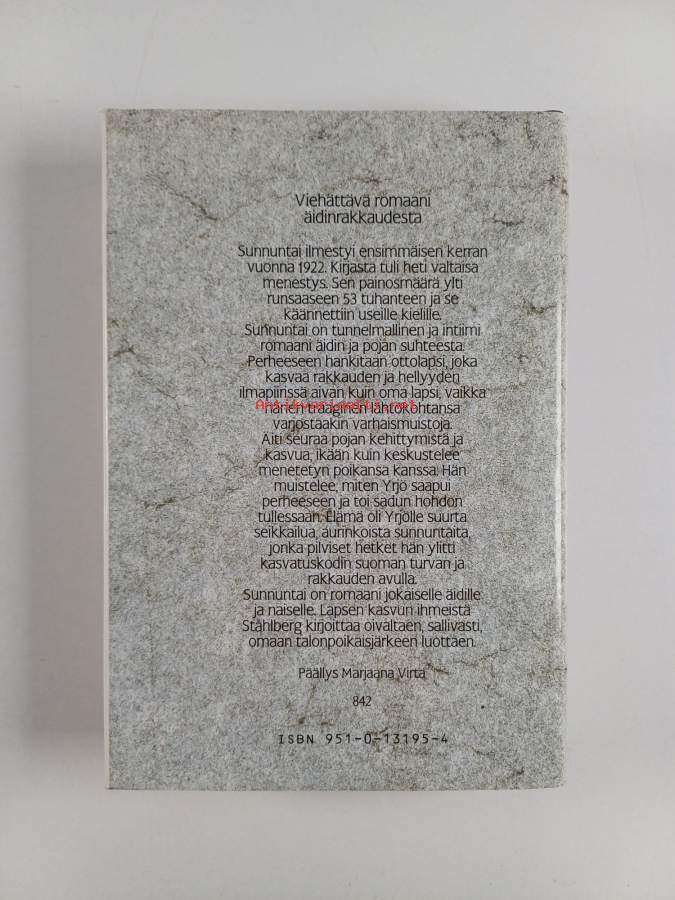 Viehättävä romaani
äidinrakkaudesta
Sunnuntai ilmestyi ensimmäisen kerran
vuonna 1922. Kirjasta tuli heti valtaisa
menestys. Sen painosmäärä ylti
runsaaseen 53 tuhanteen ja se
käännettiin useille kielille.
Sunnuntai on tunnelmallinen ja intiimi
romaani äidin ja pojan suhteesta.
Perheeseen hankitaan ottolapsi, joka
kasvaa rakkauden ja hellyyden
ilmapiirissä aivan kuin oma lapsi, vaikka
hänen traaginen lähtökohtansa
Antikvariaatti.net
varjostaakin varhaismuistoja.
Äiti seuraa pojan kehittymistä ja
kasvua, ikään kuin keskustelee
menetetyn poikansa kanssa. Hän
muistelee, miten Yrjö saapui
perheeseen ja toi sadun hohdon
tullessaan. Elämä oli Yrjölle suurta
seikkailua, aurinkoista sunnuntaita,
jonka pilviset hetket hän ylitti
kasvatuskodin suoman turvan ja
rakkauden avulla.
Sunnuntai on romaani jokaiselle äidille
ja naiselle. Lapsen kasvun ihmeistä
Ståhlberg kirjoittaa oivaltaen, sallivasti,
omaan talonpoikaisjärkeen luottaen.
Päällys Marjaana Virta
842
ISBN 951-0-13195-4